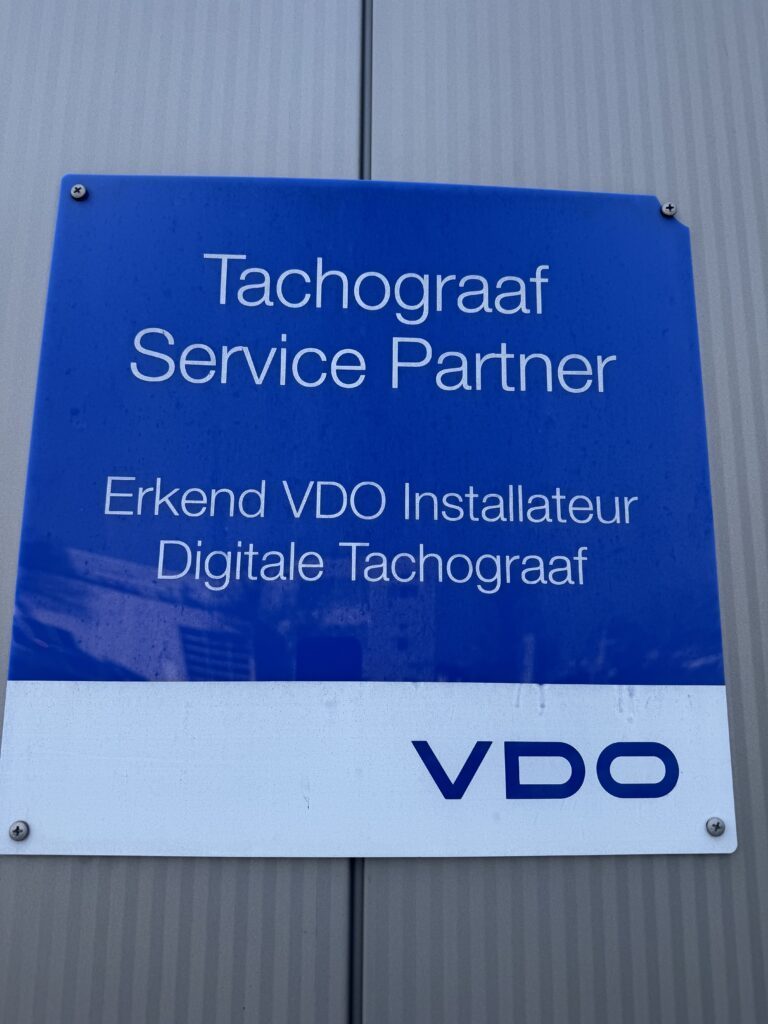 Tachograaf
Service Partner
Erkend VDO Installateur
Digitale Tachograaf
VDO